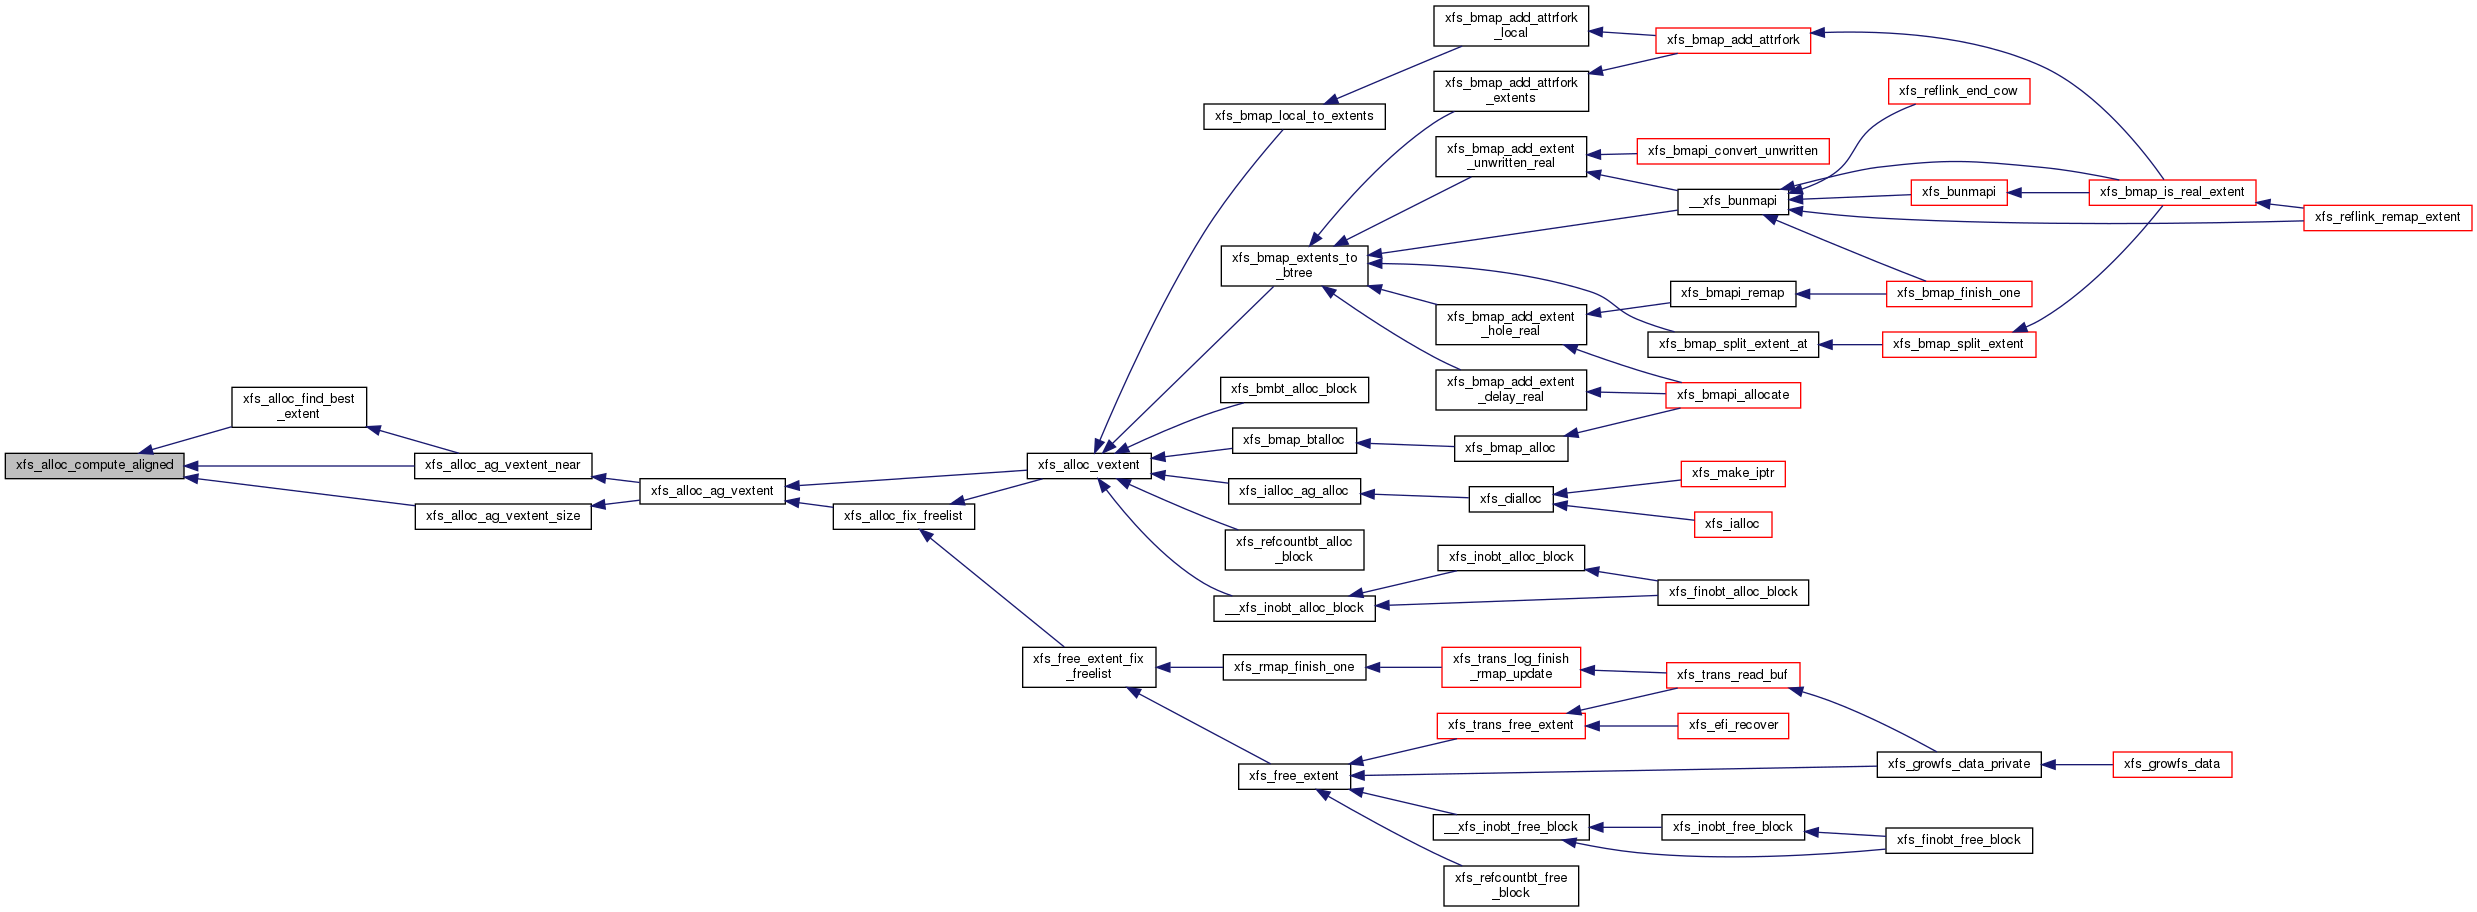 xfs_alloc_compute_aligned
xfs_alloc_find_best
_extent
xfs_alloc_ag_vextent_near
xfs_alloc_ag_vextent_size
xfs_alloc_ag_vextent
xfs_alloc_fix_freelist
xfs_alloc_vextent
xfs_free_extent_fix
_freelist
xfs_bmap_local_to_extents
xfs_bmap_extents_to
_btree
xfs_bmbt_alloc_block
xfs_bmap_btalloc
xfs_ialloc_ag_alloc
xfs_refcountbt_alloc
_block
__xfs_inobt_alloc_block
xfs_rmap_finish_one
xfs_free_extent
xfs_bmap_add_attrfork
_local
xfs_bmap_add_attrfork
_extents
xfs_bmap_add_extent
_unwritten_real
xfs_bmap_add_extent
_hole_real
xfs_bmap_add_extent
_delay_real
xfs_bmap_alloc
xfs_dialloc
xfs_inobt_alloc_block
xfs_trans_log_finish
_rmap_update
xfs_trans_free_extent
__xfs_inobt_free_block
xfs_refcountbt_free
_block
xfs_bmap_add_attrfork
xfs_bmapi_convert_unwritten
__xfs_bunmapi
xfs_bmapi_remap
xfs_bmap_split_extent_at
xfs_bmapi_allocate
xfs_make_iptr
xfs_ialloc
xfs_finobt_alloc_block
xfs_trans_read_buf
xfs_efi_recover
xfs_inobt_free_block
xfs_reflink_end_cow
xfs_bunmapi
xfs_bmap_finish_one
xfs_bmap_split_extent
xfs_growfs_data_private
xfs_finobt_free_block
xfs_bmap_is_real_extent
xfs_growfs_data
xfs_reflink_remap_extent